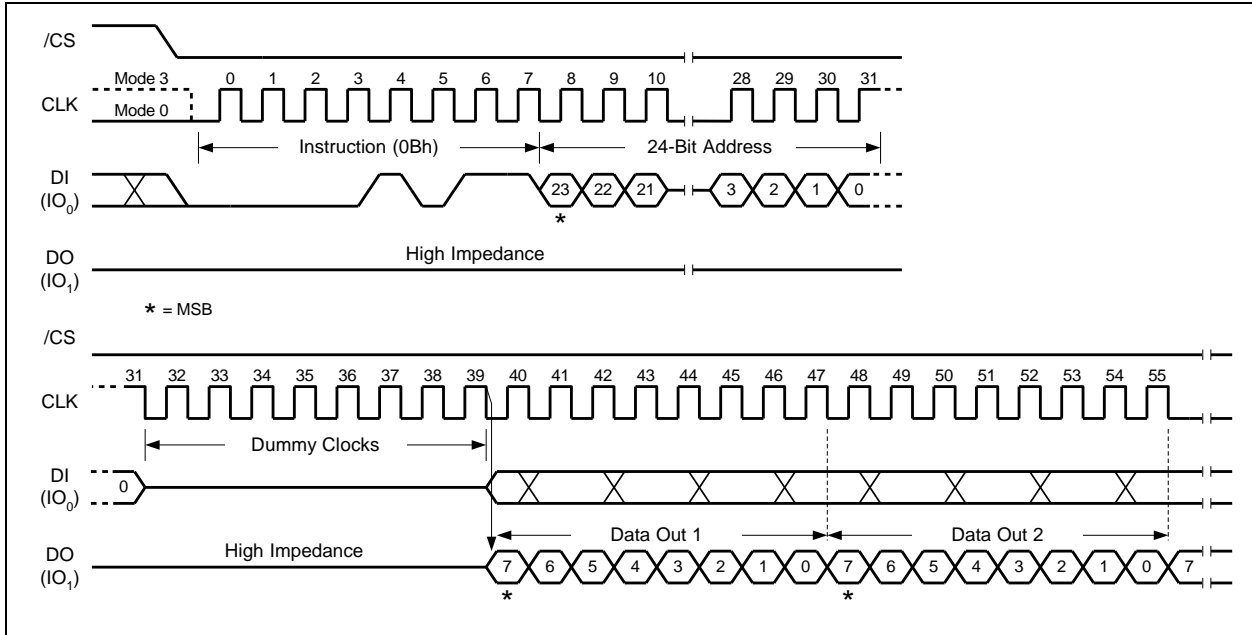 /CS
Mode 3
0 1 2 3 4 5 6 7 8 9 10 28 29 30 31
CLK
Mode 0
Instruction (0Bh) 24-Bit Address
DI
(IO0)
23 22 21 3 2 1 0
*
DO
(IO1)
High Impedance
* = MSB
/CS
31 32 33 34 35 36 37 38 39 40 41 42 43 44 45 46 47 48 49 50 51 52 53 54 55
CLK
Dummy Clocks
DI
(IO0)
0
Data Out 1 Data Out 2
DO
(IO1)
High Impedance
7 6 5 4 3 2 1 0 7 6 5 4 3 2 1 0 7
* *